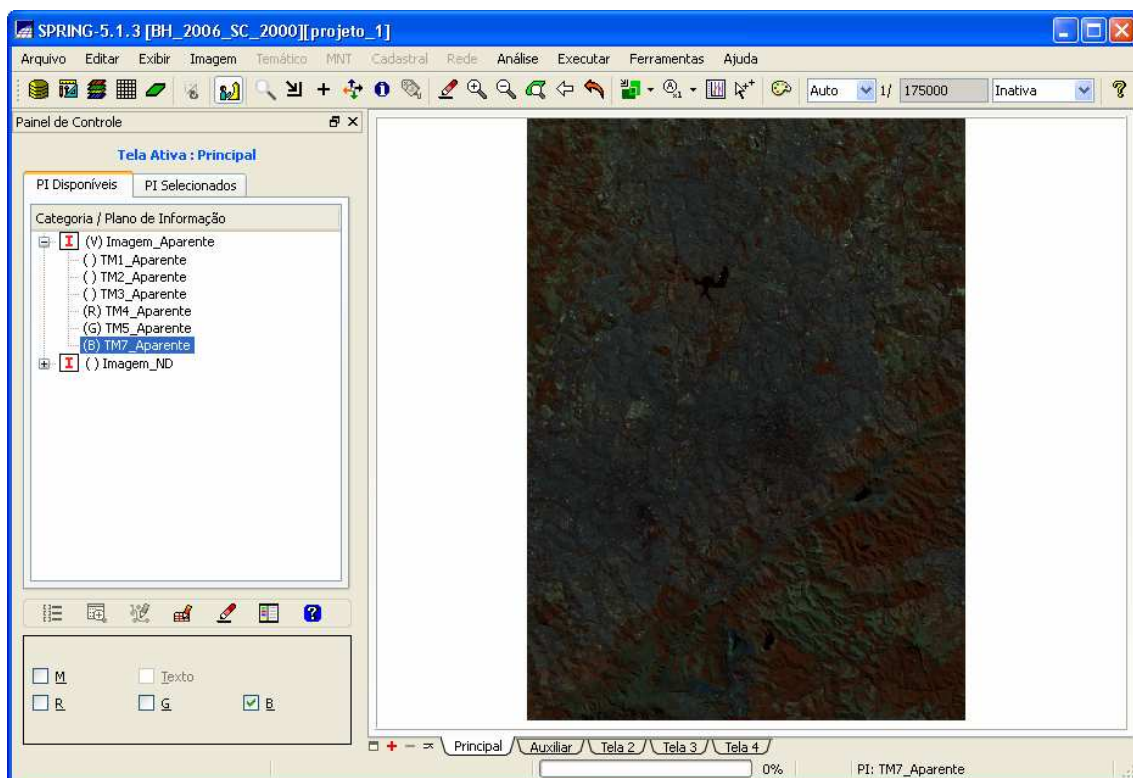 SPRING-5.1.3 [BH_2006_SC_2000][projeto_1]
Arquivo Editar Exibir Imagem Temático MNT Cadastral Rede Análise Executar Ferramentas Ajuda
Auto 1/ 175000 Inativa
Painel de Controle
Tela Ativa : Principal
PI Disponíveis PI Selecionados
Categoria / Plano de Informação
(V) Imagem_Aparente
( ) TM1_Aparente
( ) TM2_Aparente
( ) TM3_Aparente
(R) TM4_Aparente
(G) TM5_Aparente
(B) TM7_Aparente
( ) Imagem_ND
M Texto
R G B
Principal Auxiliar Tela 2 Tela 3 Tela 4
0% PI: TM7_Aparente